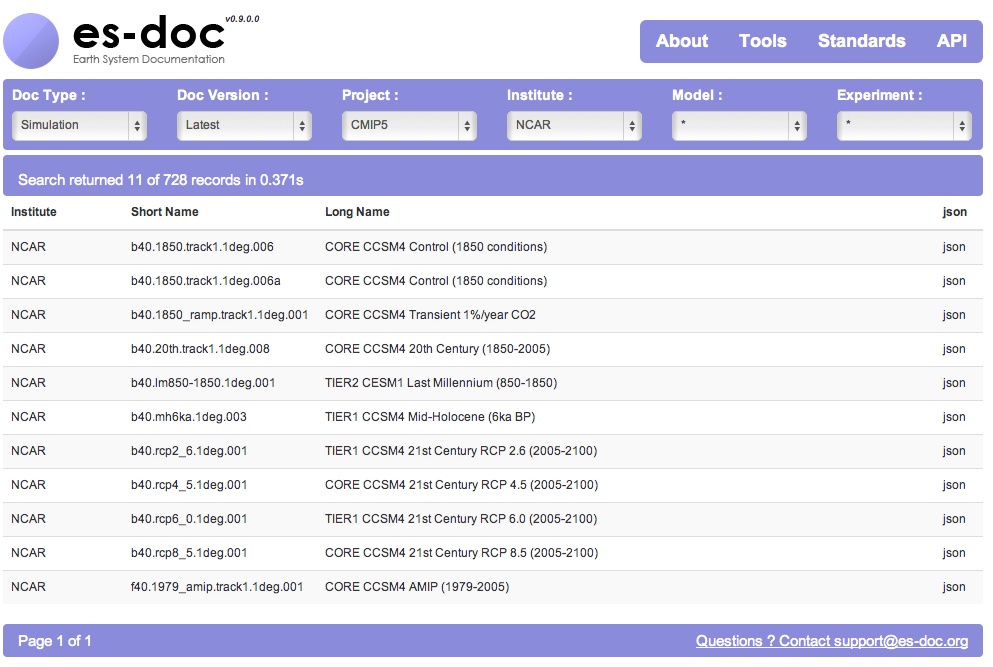 es-doc v0.9.0.0
Earth System Documentation
About Tools Standards API
Doc Type : Doc Version : Project : Institute : Model : Experiment :
Simulation Latest CMIP5 NCAR * *
Search returned 11 of 728 records in 0.371s
Institute Short Name Long Name json
NCAR b40.1850.track1.1deg.006 CORE CCSM4 Control (1850 conditions) json
NCAR b40.1850.track1.1deg.006a CORE CCSM4 Control (1850 conditions) json
NCAR b40.1850_ramp.track1.1deg.001 CORE CCSM4 Transient 1%/year CO2 json
NCAR b40.20th.track1.1deg.008 CORE CCSM4 20th Century (1850-2005) json
NCAR b40.lm850-1850.1deg.001 TIER2 CESM1 Last Millennium (850-1850) json
NCAR b40.mh6ka.1deg.003 TIER1 CCSM4 Mid-Holocene (6ka BP) json
NCAR b40.rcp2_6.1deg.001 TIER1 CCSM4 21st Century RCP 2.6 (2005-2100) json
NCAR b40.rcp4_5.1deg.001 CORE CCSM4 21st Century RCP 4.5 (2005-2100) json
NCAR b40.rcp6_0.1deg.001 TIER1 CCSM4 21st Century RCP 6.0 (2005-2100) json
NCAR b40.rcp8_5.1deg.001 CORE CCSM4 21st Century RCP 8.5 (2005-2100) json
NCAR f40.1979_amip.track1.1deg.001 CORE CCSM4 AMIP (1979-2005) json
Page 1 of 1 Questions ? Contact support@es-doc.org